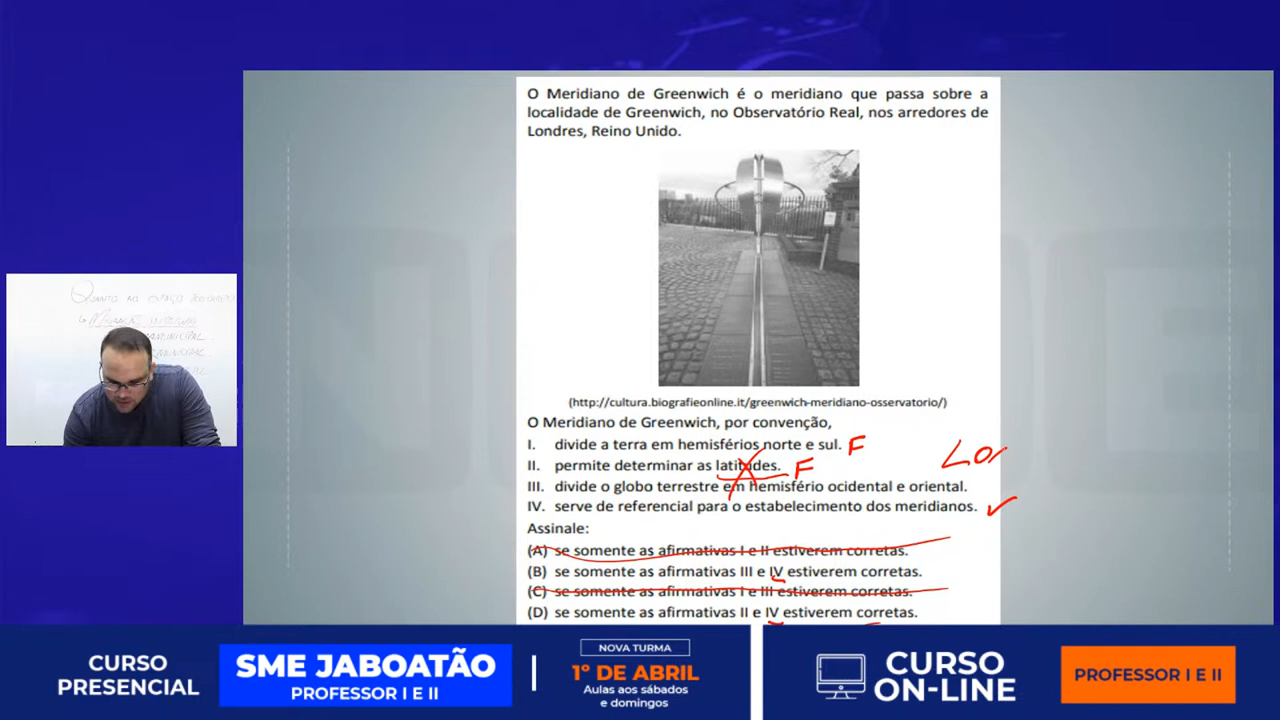 O Meridiano de Greenwich é o meridiano que passa sobre a
localidade de Greenwich, no Observatório Real, nos arredores de
Londres, Reino Unido.
(http://cultura.biografieonline.it/greenwich-meridiano-osservatorio/)
O Meridiano de Greenwich, por convenção,
I. divide a terra em hemisférios norte e sul. F
II. permite determinar as latitudes. F
III. divide o globo terrestre em hemisfério ocidental e oriental.
IV. serve de referencial para o estabelecimento dos meridianos.
Assinale:
(A) se somente as afirmativas I e II estiverem corretas.
(B) se somente as afirmativas III e IV estiverem corretas.
(C) se somente as afirmativas I e III estiverem corretas.
(D) se somente as afirmativas II e IV estiverem corretas.
CURSO
PRESENCIAL
SME JABOATÃO
PROFESSOR I E II
NOVA TURMA
1º DE ABRIL
Aulas aos sábados
e domingos
CURSO
ON-LINE
PROFESSOR I E II